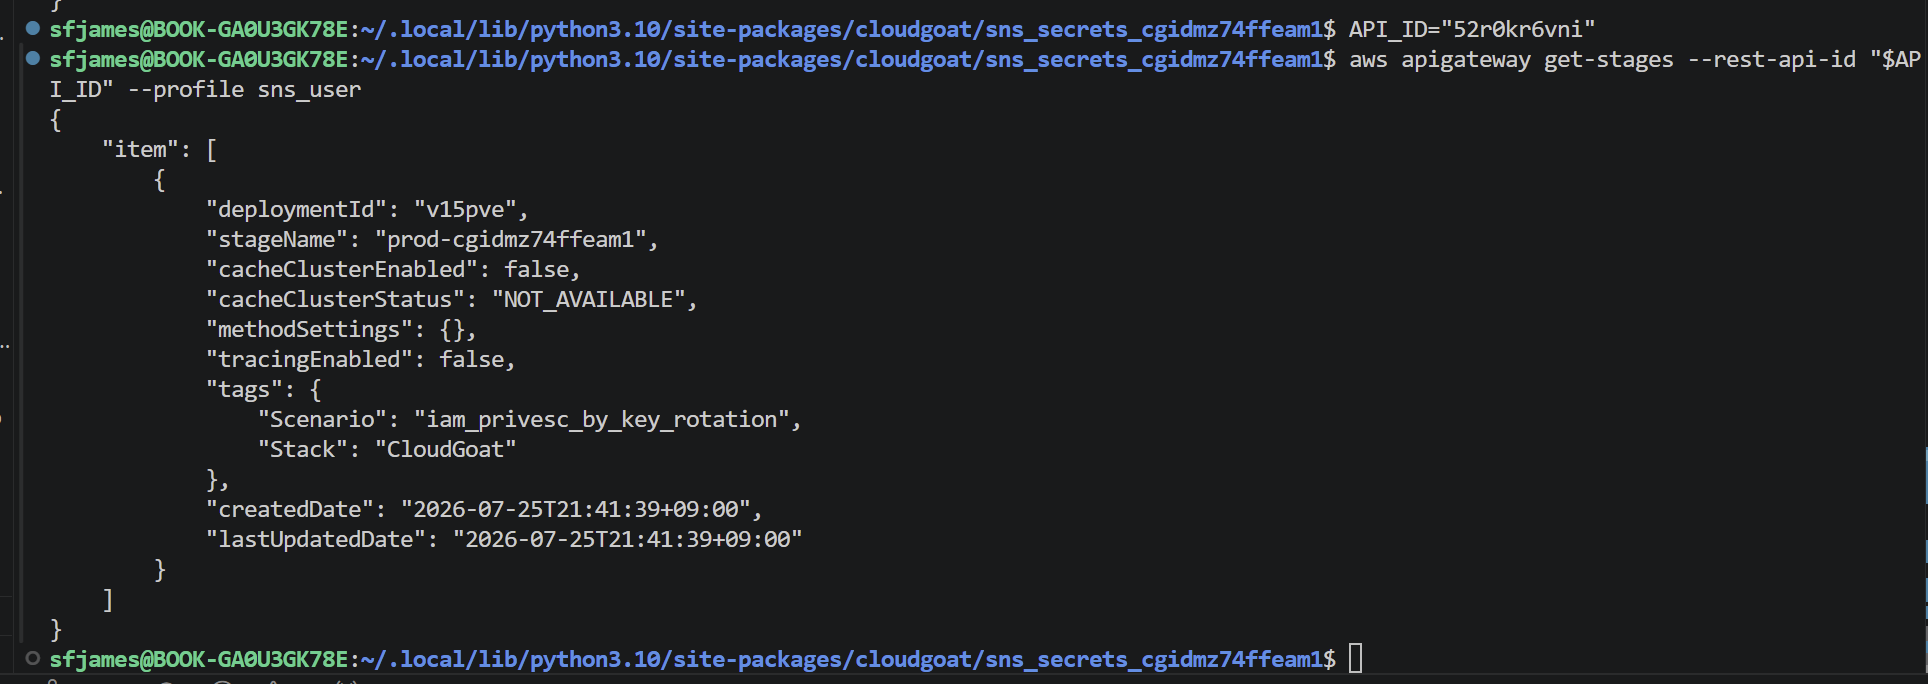 }
sfjames@BOOK-GA0U3GK78E:~/.local/lib/python3.10/site-packages/cloudgoat/sns_secrets_cgidmz74ffeam1$ API_ID="52r0kr6vni"
sfjames@BOOK-GA0U3GK78E:~/.local/lib/python3.10/site-packages/cloudgoat/sns_secrets_cgidmz74ffeam1$ aws apigateway get-stages --rest-api-id "$AP
I_ID" --profile sns_user
{
    "item": [
        {
            "deploymentId": "v15pve",
            "stageName": "prod-cgidmz74ffeam1",
            "cacheClusterEnabled": false,
            "cacheClusterStatus": "NOT_AVAILABLE",
            "methodSettings": {},
            "tracingEnabled": false,
            "tags": {
                "Scenario": "iam_privesc_by_key_rotation",
                "Stack": "CloudGoat"
            },
            "createdDate": "2026-07-25T21:41:39+09:00",
            "lastUpdatedDate": "2026-07-25T21:41:39+09:00"
        }
    ]
}
sfjames@BOOK-GA0U3GK78E:~/.local/lib/python3.10/site-packages/cloudgoat/sns_secrets_cgidmz74ffeam1$